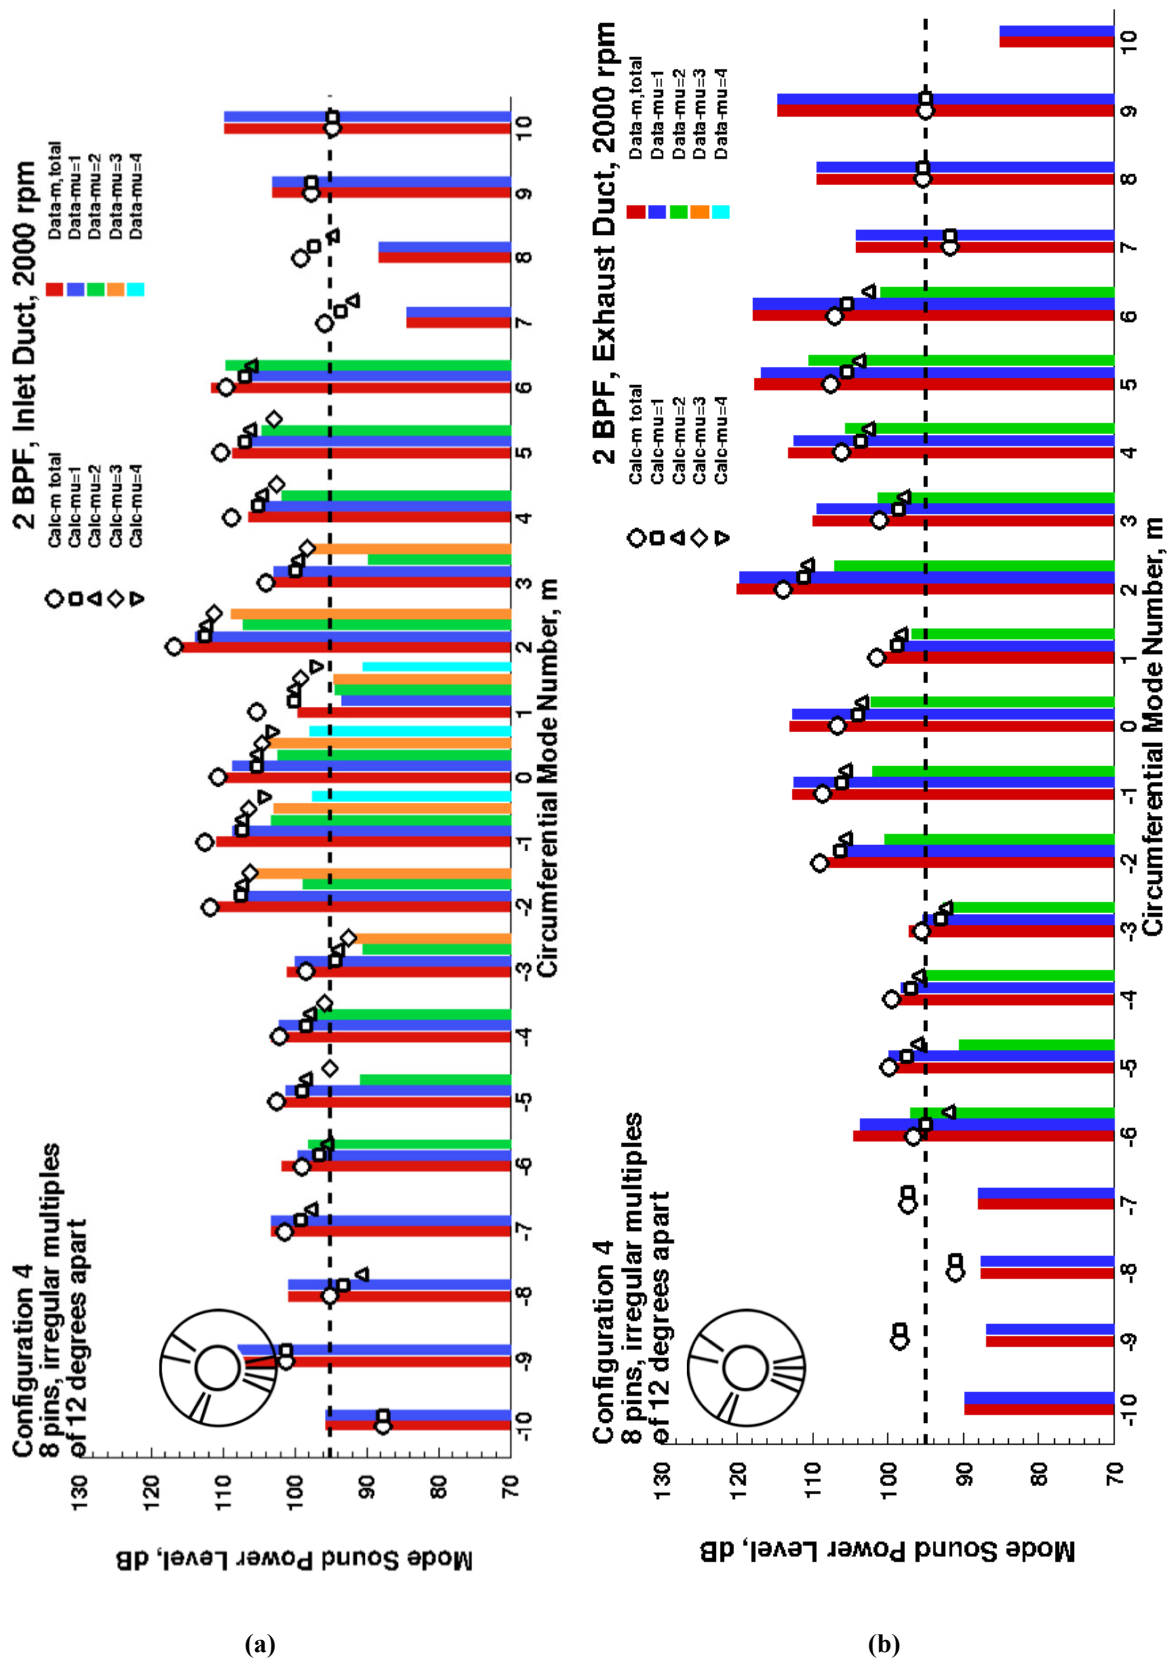 2 BPF, Inlet Duct, 2000 rpm
Configuration 4
8 pins, irregular multiples
of 12 degrees apart
Calc-m total
Calc-mu=1
Calc-mu=2
Calc-mu=3
Calc-mu=4
Data-m,total
Data-mu=1
Data-mu=2
Data-mu=3
Data-mu=4
Mode Sound Power Level, dB
130
120
110
100
90
80
70
-10 -9 -8 -7 -6 -5 -4 -3 -2 -1 0 1 2 3 4 5 6 7 8 9 10
Circumferential Mode Number, m
(a)
2 BPF, Exhaust Duct, 2000 rpm
Configuration 4
8 pins, irregular multiples
of 12 degrees apart
Calc-m total
Calc-mu=1
Calc-mu=2
Calc-mu=3
Calc-mu=4
Data-m,total
Data-mu=1
Data-mu=2
Data-mu=3
Data-mu=4
Mode Sound Power Level, dB
130
120
110
100
90
80
70
-10 -9 -8 -7 -6 -5 -4 -3 -2 -1 0 1 2 3 4 5 6 7 8 9 10
Circumferential Mode Number, m
(b)